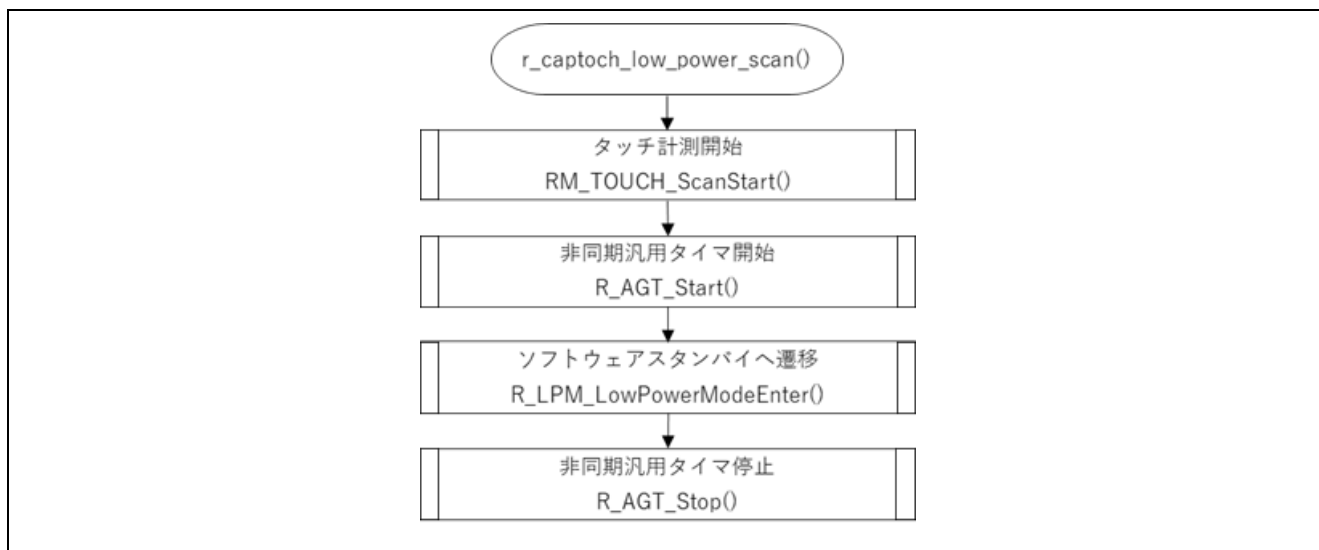 r_captoch_low_power_scan()
タッチ計測開始
RM_TOUCH_ScanStart()
非同期汎用タイマ開始
R_AGT_Start()
ソフトウェアスタンバイへ遷移
R_LPM_LowPowerModeEnter()
非同期汎用タイマ停止
R_AGT_Stop()